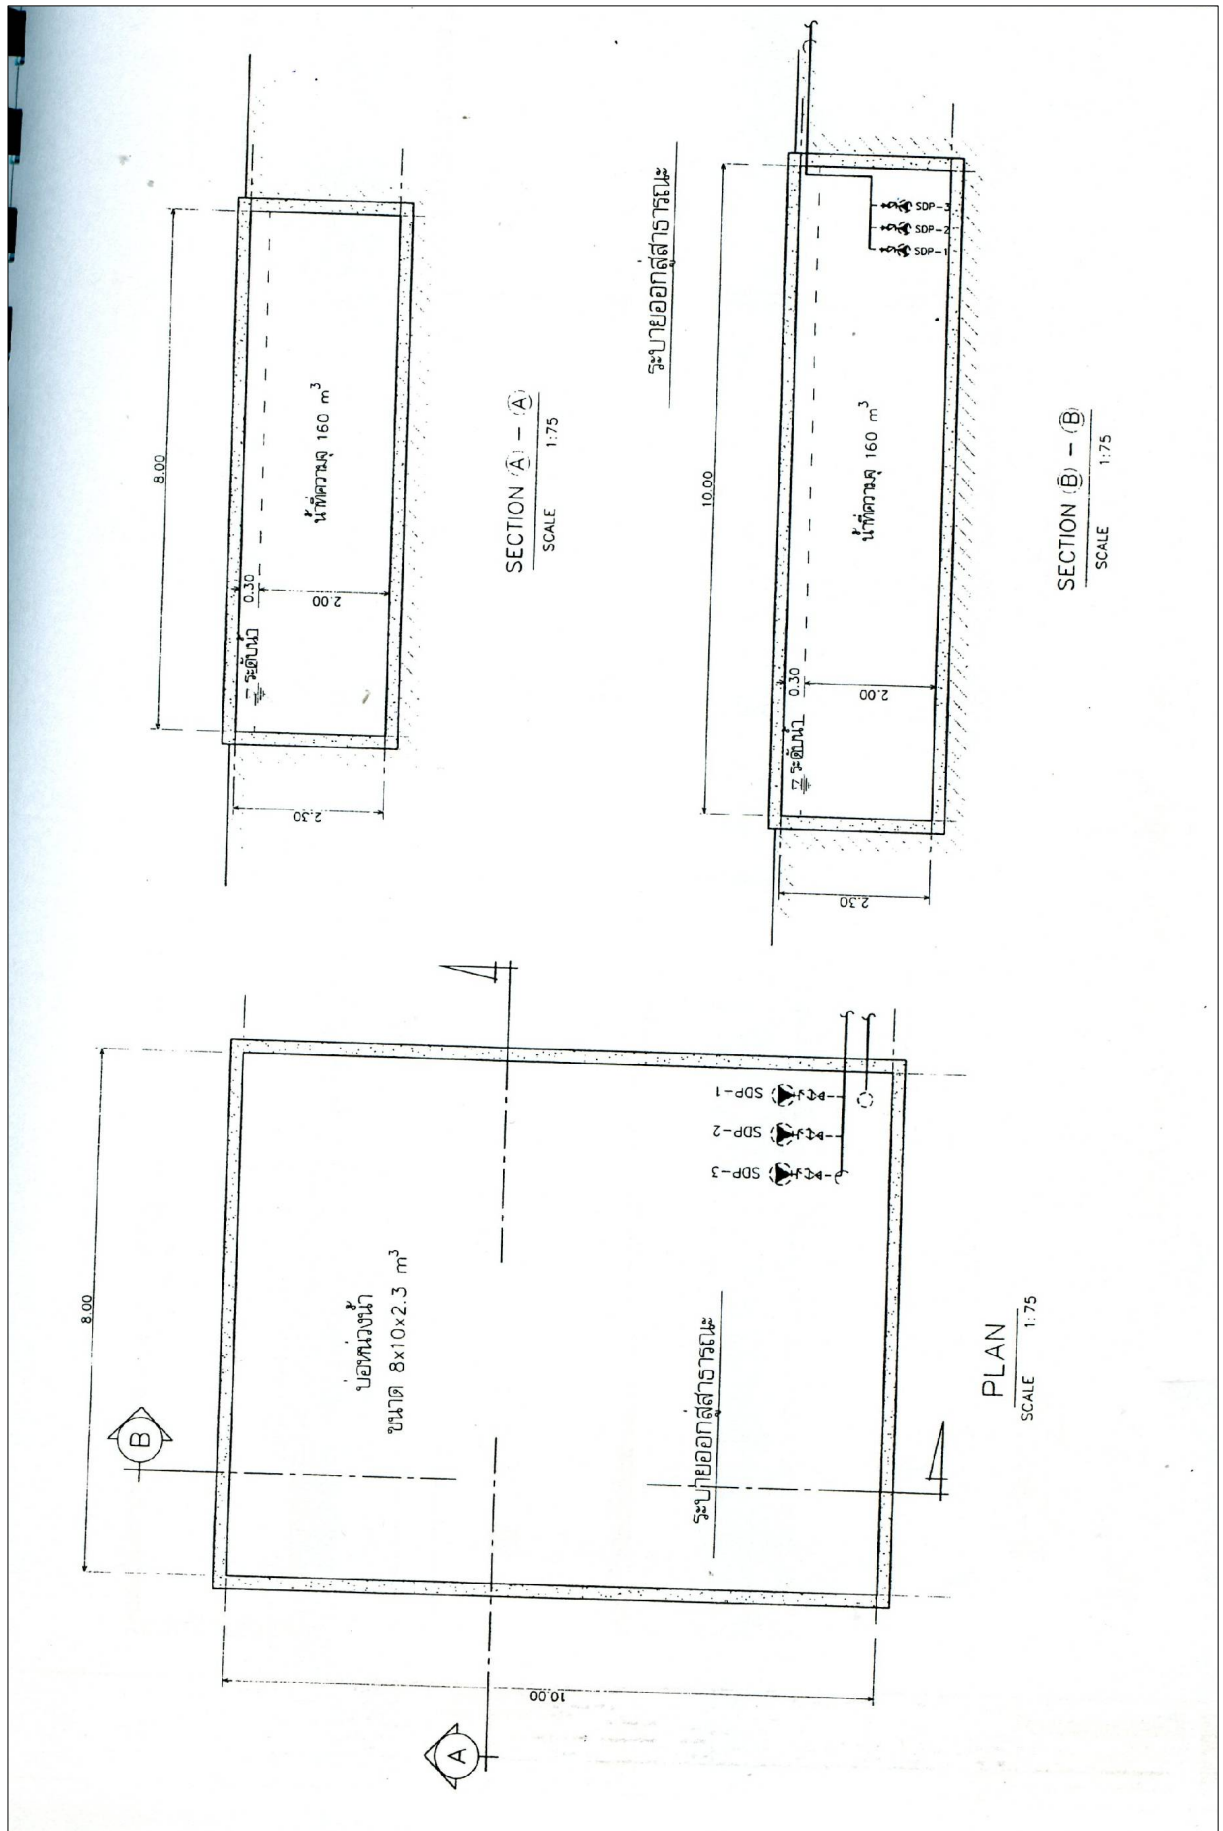 8.00
B
บ่อหน่วงน้ำ
ขนาด 8x10x2.3 m³
SDP-1
SDP-2
SDP-3
ระบายออกสู่สาธารณะ
10.00
A
PLAN
SCALE 1:75
8.00
ระดับน้ำ
0.30
2.00
น้ำที่ความจุ 160 m³
2.30
SECTION A - A
SCALE 1:75
ระบายออกสู่สาธารณะ
10.00
ระดับน้ำ
0.30
2.00
น้ำที่ความจุ 160 m³
SDP-3
SDP-2
SDP-1
2.30
SECTION B - B
SCALE 1:75